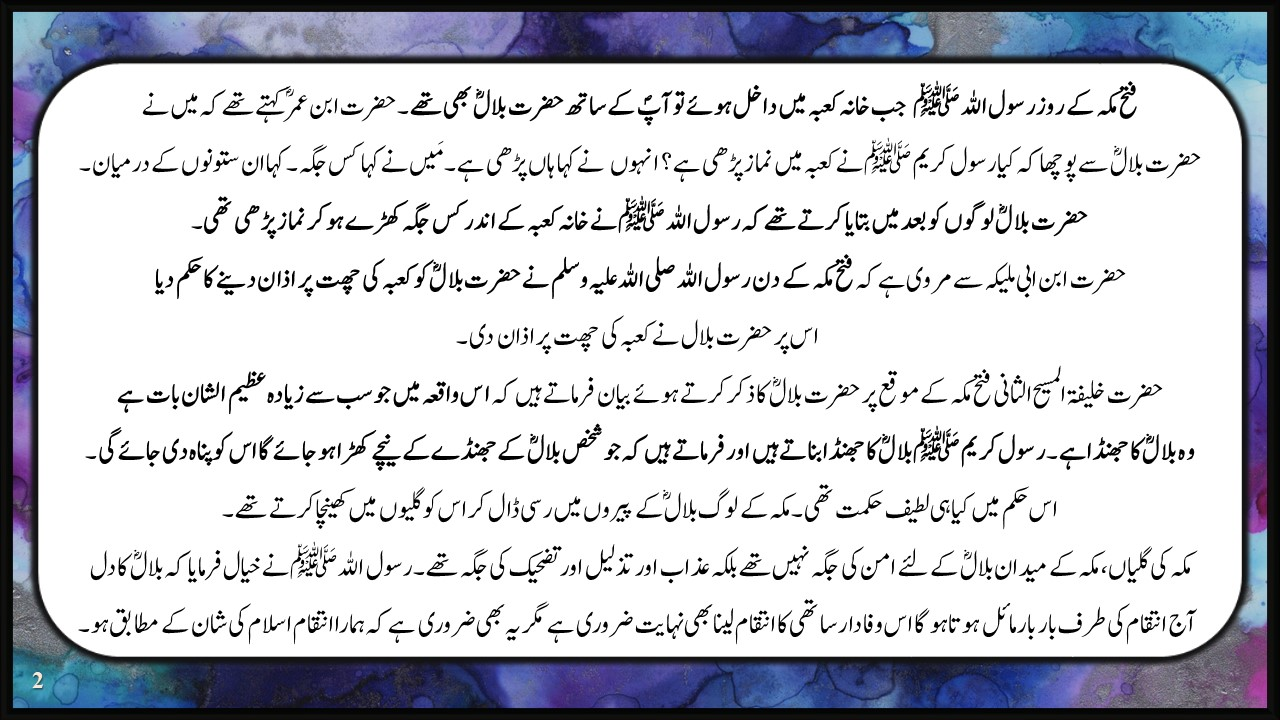 فتح مکہ کے روز رسول اللہ ﷺ جب خانہ کعبہ میں داخل ہوئے تو آپؐ کے ساتھ حضرت بلالؓ بھی تھے۔ حضرت ابن عمرؓ کہتے تھے کہ میں نے
حضرت بلالؓ سے پوچھا کہ کیا رسول کریم ﷺ نے کعبہ میں نماز پڑھی ہے؟ انہوں نے کہا ہاں پڑھی ہے۔ مَیں نے کہا کس جگہ۔ کہا ان ستونوں کے درمیان۔
حضرت بلالؓ لوگوں کو بعد میں بتایا کرتے تھے کہ رسول اللہ ﷺ نے خانہ کعبہ کے اندر کس جگہ کھڑے ہو کر نماز پڑھی تھی۔
حضرت ابن ابی ملیکہ سے مروی ہے کہ فتح مکہ کے دن رسول اللہ صلی اللہ علیہ وسلم نے حضرت بلالؓ کو کعبہ کی چھت پر اذان دینے کا حکم دیا
اس پر حضرت بلال نے کعبہ کی چھت پر اذان دی۔
حضرت خلیفۃ المسیح الثانی فتح مکہ کے موقع پر حضرت بلالؓ کا ذکر کرتے ہوئے بیان فرماتے ہیں کہ اس واقعہ میں جو سب سے زیادہ عظیم الشان بات ہے
وہ بلالؓ کا جھنڈا ہے۔ رسول کریم ﷺ بلالؓ کا جھنڈا بناتے ہیں اور فرماتے ہیں کہ جو شخص بلالؓ کے جھنڈے کے نیچے کھڑا ہو جائے گا اس کو پناہ دی جائے گی۔
اس حکم میں کیا ہی لطیف حکمت تھی۔ مکہ کے لوگ بلالؓ کے پیروں میں رسی ڈال کر اس کو گلیوں میں کھینچا کرتے تھے۔
مکہ کی گلیاں، مکہ کے میدان بلالؓ کے لئے امن کی جگہ نہیں تھے بلکہ عذاب اور تذلیل اور تضحیک کی جگہ تھے۔ رسول اللہ ﷺ نے خیال فرمایا کہ بلالؓ کا دل
آج انتقام کی طرف بار بار مائل ہوتا ہو گا اس وفادار ساتھی کا انتقام لینا بھی نہایت ضروری ہے مگر یہ بھی ضروری ہے کہ ہمارا انتقام اسلام کی شان کے مطابق ہو۔
2